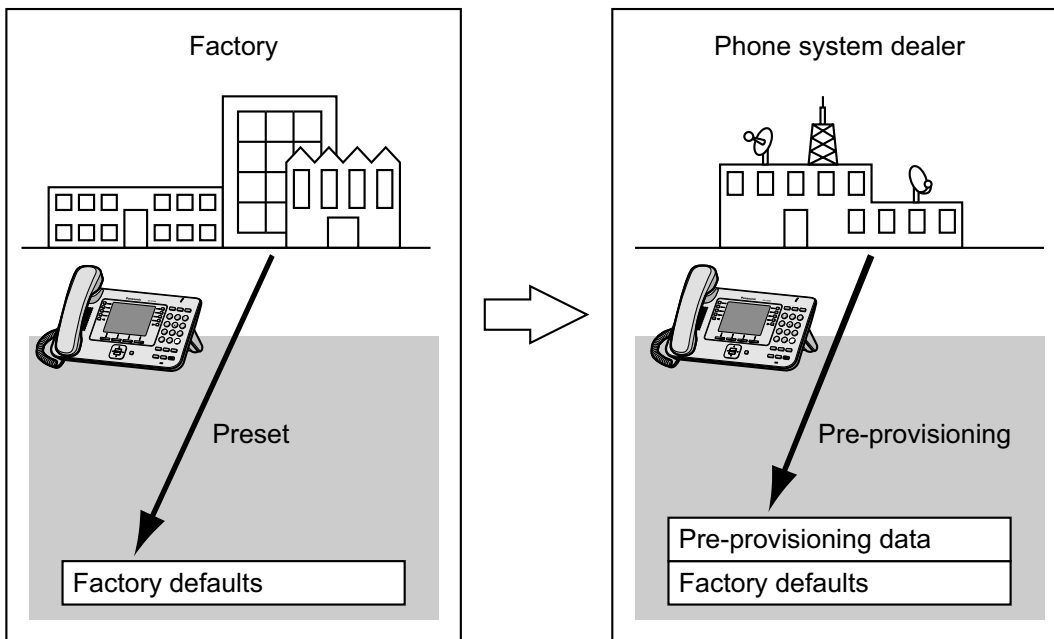 Factory
Preset
Factory defaults
Phone system dealer
Pre-provisioning
Pre-provisioning data
Factory defaults